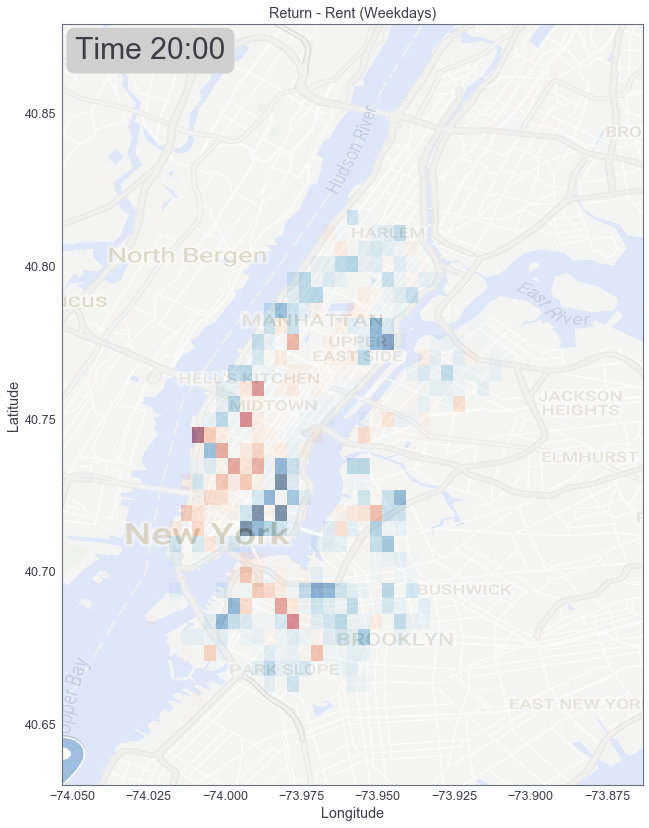 Return - Rent (Weekdays)
Time 20:00
40.85
40.80
40.75
40.70
40.65
Latitude
Hudson River
BRO
HARLEM
North Bergen
ucus
East River
MANHATTA
UPPER
EAST SIDE
HELL'S KITCHEN
MIDTOWN
JACKSON
HEIGHTS
ELMHURST
New York
BUSHWICK
BROOKLYN
PARK SLOPE
EAST NEW YOR
pper Bay
−74.050
−74.025
−74.000
−73.975
−73.950
−73.925
−73.900
−73.875
Longitude